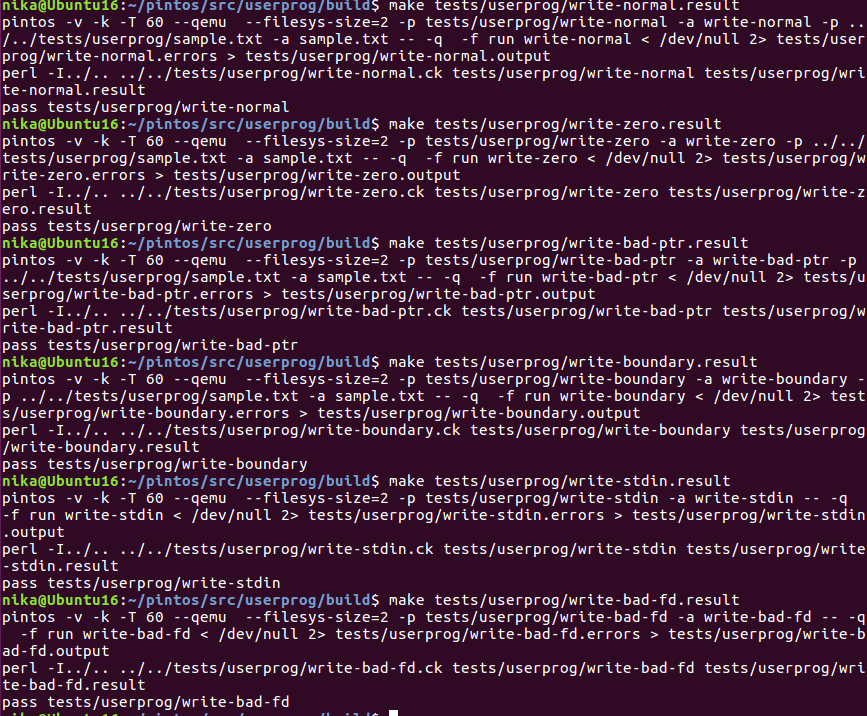 nika@Ubuntu16:~/pintos/src/userprog/build$ make tests/userprog/write-normal.result
pintos -v -k -T 60 --qemu  --filesys-size=2 -p tests/userprog/write-normal -a write-normal -p ..
/../tests/userprog/sample.txt -a sample.txt -- -q  -f run write-normal < /dev/null 2> tests/user
prog/write-normal.errors > tests/userprog/write-normal.output
perl -I../.. ../../tests/userprog/write-normal.ck tests/userprog/write-normal tests/userprog/wri
te-normal.result
pass tests/userprog/write-normal
nika@Ubuntu16:~/pintos/src/userprog/build$ make tests/userprog/write-zero.result
pintos -v -k -T 60 --qemu  --filesys-size=2 -p tests/userprog/write-zero -a write-zero -p ../../
tests/userprog/sample.txt -a sample.txt -- -q  -f run write-zero < /dev/null 2> tests/userprog/w
rite-zero.errors > tests/userprog/write-zero.output
perl -I../.. ../../tests/userprog/write-zero.ck tests/userprog/write-zero tests/userprog/write-z
ero.result
pass tests/userprog/write-zero
nika@Ubuntu16:~/pintos/src/userprog/build$ make tests/userprog/write-bad-ptr.result
pintos -v -k -T 60 --qemu  --filesys-size=2 -p tests/userprog/write-bad-ptr -a write-bad-ptr -p
../../tests/userprog/sample.txt -a sample.txt -- -q  -f run write-bad-ptr < /dev/null 2> tests/u
serprog/write-bad-ptr.errors > tests/userprog/write-bad-ptr.output
perl -I../.. ../../tests/userprog/write-bad-ptr.ck tests/userprog/write-bad-ptr tests/userprog/w
rite-bad-ptr.result
pass tests/userprog/write-bad-ptr
nika@Ubuntu16:~/pintos/src/userprog/build$ make tests/userprog/write-boundary.result
pintos -v -k -T 60 --qemu  --filesys-size=2 -p tests/userprog/write-boundary -a write-boundary -
p ../../tests/userprog/sample.txt -a sample.txt -- -q  -f run write-boundary < /dev/null 2> test
s/userprog/write-boundary.errors > tests/userprog/write-boundary.output
perl -I../.. ../../tests/userprog/write-boundary.ck tests/userprog/write-boundary tests/userprog
/write-boundary.result
pass tests/userprog/write-boundary
nika@Ubuntu16:~/pintos/src/userprog/build$ make tests/userprog/write-stdin.result
pintos -v -k -T 60 --qemu  --filesys-size=2 -p tests/userprog/write-stdin -a write-stdin -- -q
-f run write-stdin < /dev/null 2> tests/userprog/write-stdin.errors > tests/userprog/write-stdin
.output
perl -I../.. ../../tests/userprog/write-stdin.ck tests/userprog/write-stdin tests/userprog/write
-stdin.result
pass tests/userprog/write-stdin
nika@Ubuntu16:~/pintos/src/userprog/build$ make tests/userprog/write-bad-fd.result
pintos -v -k -T 60 --qemu  --filesys-size=2 -p tests/userprog/write-bad-fd -a write-bad-fd -- -q
  -f run write-bad-fd < /dev/null 2> tests/userprog/write-bad-fd.errors > tests/userprog/write-b
ad-fd.output
perl -I../.. ../../tests/userprog/write-bad-fd.ck tests/userprog/write-bad-fd tests/userprog/wri
te-bad-fd.result
pass tests/userprog/write-bad-fd
nika@Ubuntu16:~/pintos/src/userprog/build$